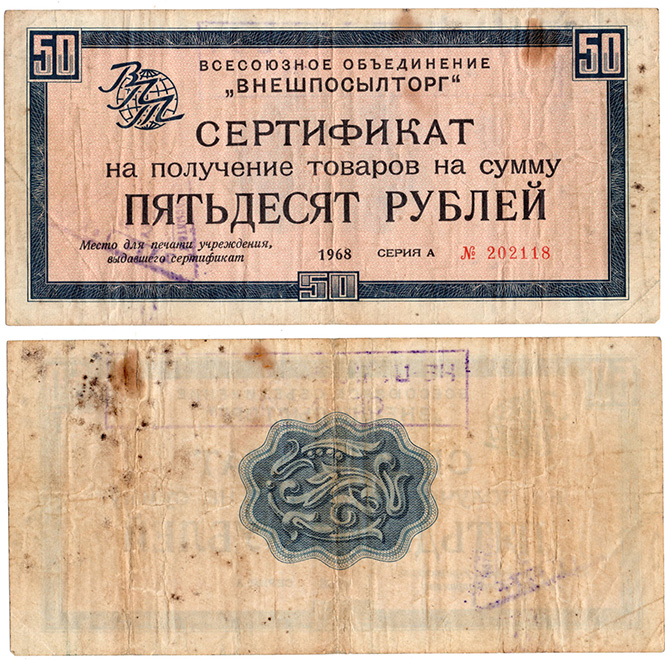 50 50
ВПТ
ВСЕСОЮЗНОЕ ОБЪЕДИНЕНИЕ
„ВНЕШПОСЫЛТОРГ“
СЕРТИФИКАТ
на получение товаров на сумму
ПЯТЬДЕСЯТ РУБЛЕЙ
Место для печати учреждения,
выдавшего сертификат
1968 СЕРИЯ А № 202118
50